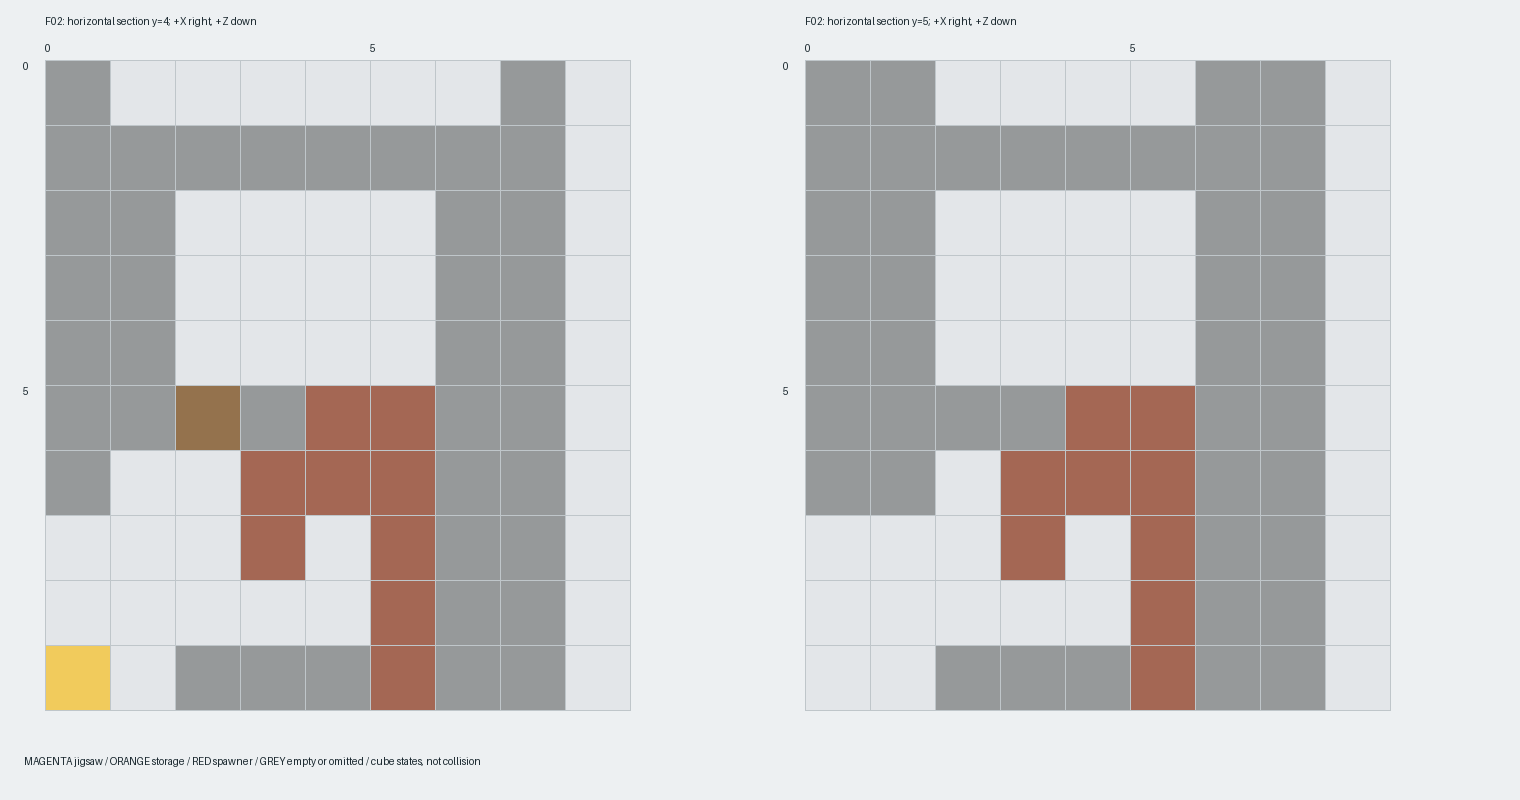 F02: horizontal section y=4; +X right, +Z down
0 5
0
5
F02: horizontal section y=5; +X right, +Z down
0 5
0
5
MAGENTA jigsaw / ORANGE storage / RED spawner / GREY empty or omitted / cube states, not collision